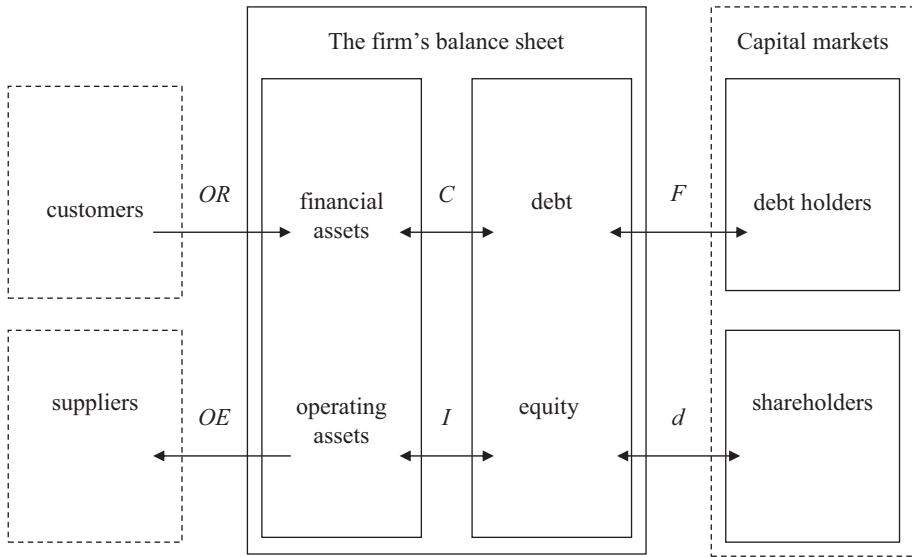 The firm's balance sheet
Capital markets
customers
OR
financial
assets
C
debt
F
debt holders
suppliers
OE
operating
assets
I
equity
d
shareholders